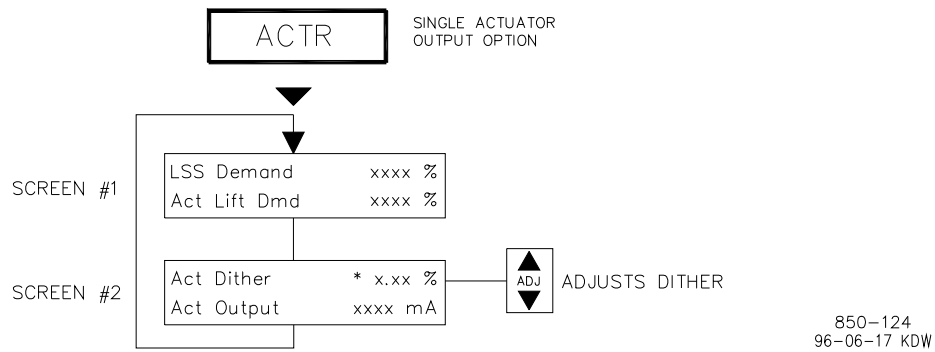 ACTR
SINGLE ACTUATOR
OUTPUT OPTION
SCREEN #1
LSS Demand xxxx %
Act Lift Dmd xxxx %
SCREEN #2
Act Dither * x.xx %
Act Output xxxx mA
ADJ
ADJUSTS DITHER
850-124
96-06-17 KDW